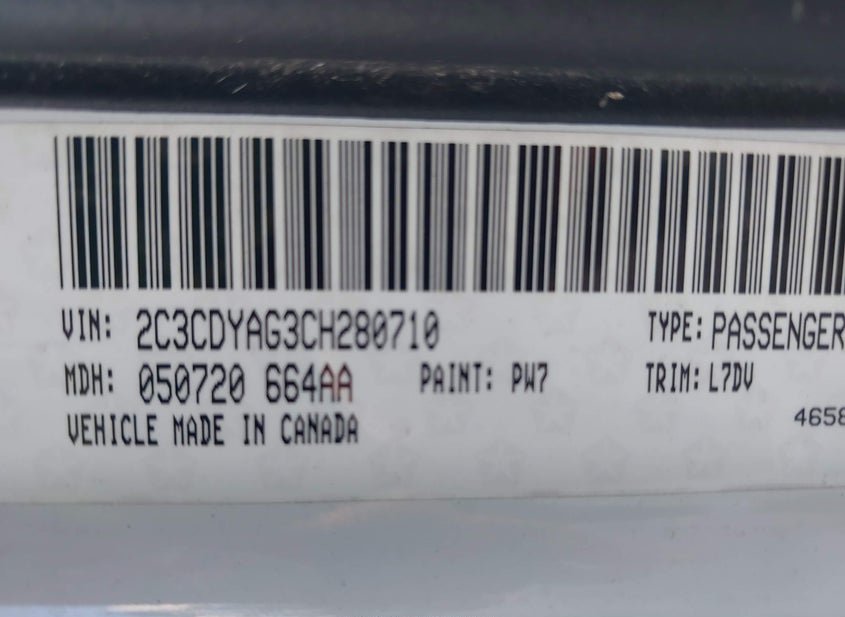 VIN: 2C3CDYAG3CH280710 TYPE: PASSENGER
MDH: 050720 664AA PAINT: PW7 TRIM: L7DV
4658
VEHICLE MADE IN CANADA